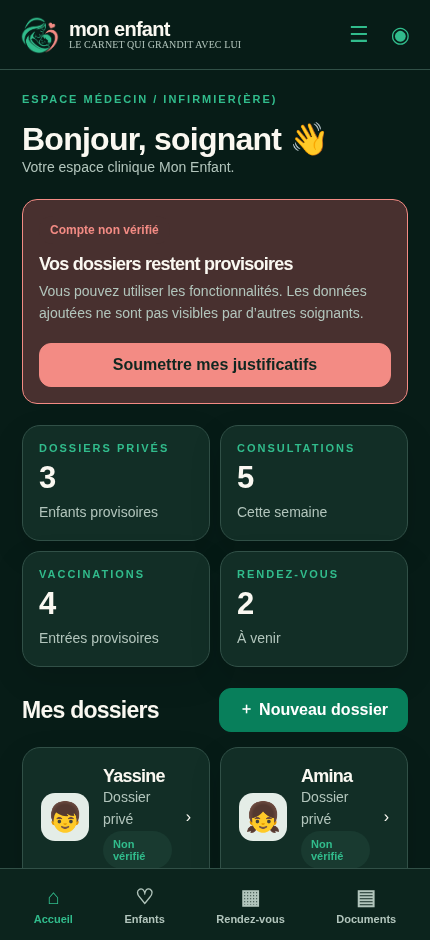 mon enfant
LE CARNET QUI GRANDIT AVEC LUI
ESPACE MÉDECIN / INFIRMIER(ÈRE)
Bonjour, soignant 👋
Votre espace clinique Mon Enfant.
Compte non vérifié
Vos dossiers restent provisoires
Vous pouvez utiliser les fonctionnalités. Les données
ajoutées ne sont pas visibles par d’autres soignants.
Soumettre mes justificatifs
DOSSIERS PRIVÉS
3
Enfants provisoires
CONSULTATIONS
5
Cette semaine
VACCINATIONS
4
Entrées provisoires
RENDEZ-VOUS
2
À venir
Mes dossiers
+ Nouveau dossier
Yassine
Dossier
privé
Non
vérifié
›
Amina
Dossier
privé
Non
vérifié
›
Accueil
Enfants
Rendez-vous
Documents